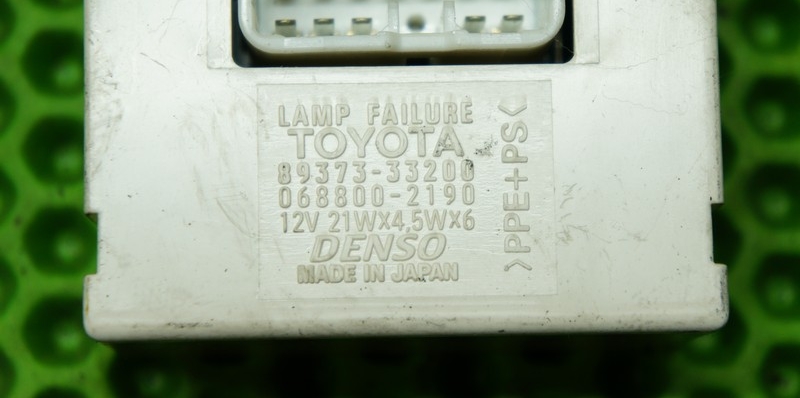 LAMP FAILURE
TOYOTA
89373-33200
068800-2190
12V 21W×4,5W×6
DENSO
MADE IN JAPAN
>PPE+PS<